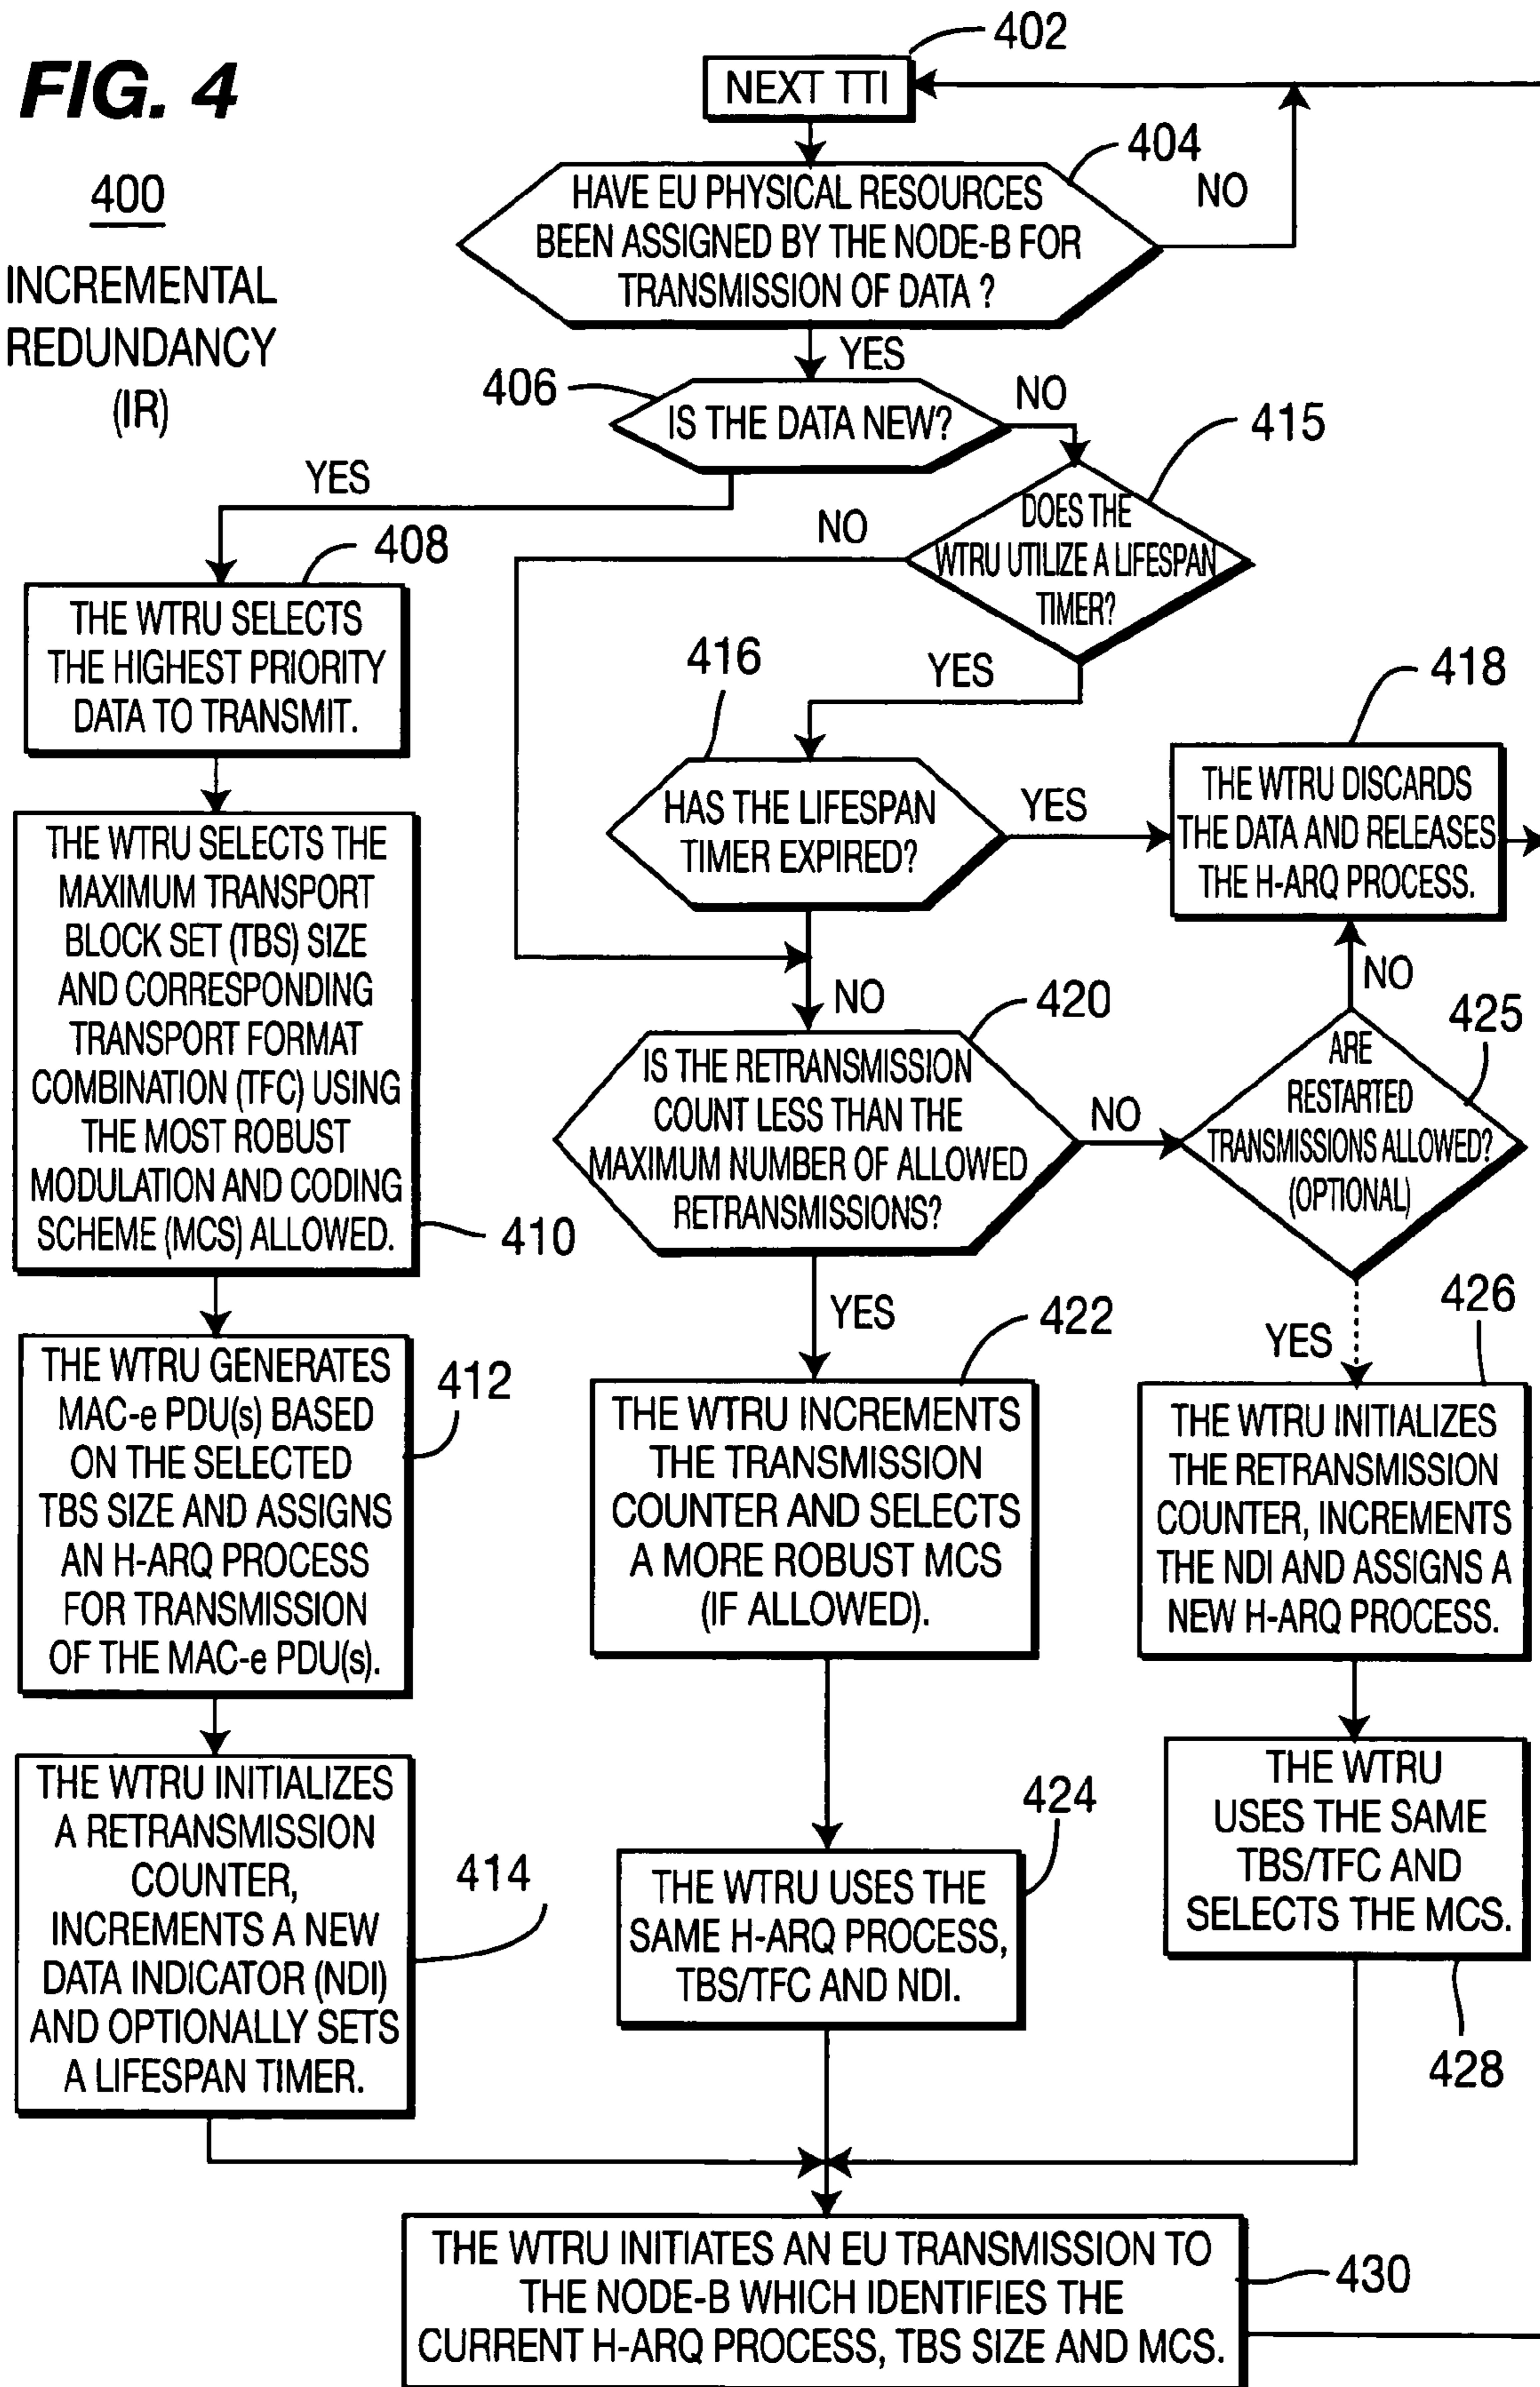 FIG. 4
400
INCREMENTAL
REDUNDANCY
(IR)
402
NEXT TTI
404
HAVE EU PHYSICAL RESOURCES
BEEN ASSIGNED BY THE NODE-B FOR
TRANSMISSION OF DATA ?
NO
YES
406
IS THE DATA NEW?
NO
YES
415
DOES THE
WTRU UTILIZE A LIFESPAN
TIMER?
NO
YES
408
THE WTRU SELECTS
THE HIGHEST PRIORITY
DATA TO TRANSMIT.
416
HAS THE LIFESPAN
TIMER EXPIRED?
YES
NO
418
THE WTRU DISCARDS
THE DATA AND RELEASES
THE H-ARQ PROCESS.
NO
THE WTRU SELECTS THE
MAXIMUM TRANSPORT
BLOCK SET (TBS) SIZE
AND CORRESPONDING
TRANSPORT FORMAT
COMBINATION (TFC) USING
THE MOST ROBUST
MODULATION AND CODING
SCHEME (MCS) ALLOWED.
410
420
IS THE RETRANSMISSION
COUNT LESS THAN THE
MAXIMUM NUMBER OF ALLOWED
RETRANSMISSIONS?
NO
YES
425
ARE
RESTARTED
TRANSMISSIONS ALLOWED?
(OPTIONAL)
YES
412
THE WTRU GENERATES
MAC-e PDU(s) BASED
ON THE SELECTED
TBS SIZE AND ASSIGNS
AN H-ARQ PROCESS
FOR TRANSMISSION
OF THE MAC-e PDU(s).
422
THE WTRU INCREMENTS
THE TRANSMISSION
COUNTER AND SELECTS
A MORE ROBUST MCS
(IF ALLOWED).
426
THE WTRU INITIALIZES
THE RETRANSMISSION
COUNTER, INCREMENTS
THE NDI AND ASSIGNS A
NEW H-ARQ PROCESS.
THE WTRU INITIALIZES
A RETRANSMISSION
COUNTER,
INCREMENTS A NEW
DATA INDICATOR (NDI)
AND OPTIONALLY SETS
A LIFESPAN TIMER.
414
424
THE WTRU USES THE
SAME H-ARQ PROCESS,
TBS/TFC AND NDI.
THE WTRU
USES THE SAME
TBS/TFC AND
SELECTS THE MCS.
428
THE WTRU INITIATES AN EU TRANSMISSION TO
THE NODE-B WHICH IDENTIFIES THE
CURRENT H-ARQ PROCESS, TBS SIZE AND MCS.
430